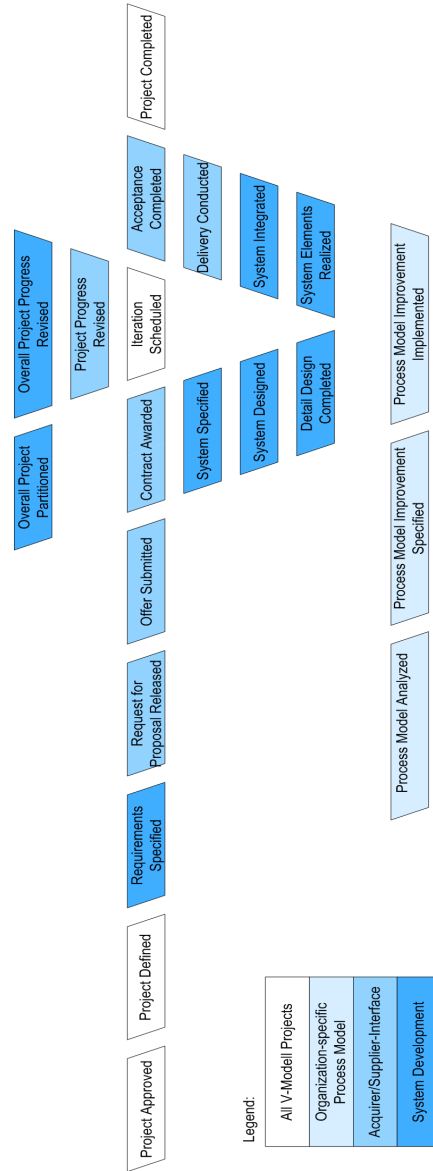 Overall Project
Partitioned
Overall Project Progress
Revised
Project Progress
Revised
Project Approved
Project Defined
Requirements
Specified
Request for
Proposal Released
Offer Submitted
Contract Awarded
Iteration
Scheduled
Acceptance
Completed
Project Completed
System Specified
Delivery Conducted
System Designed
System Integrated
Detail Design
Completed
System Elements
Realized
Legend:
All V-Modell Projects
Organization-specific
Process Model
Acquirer/Supplier-Interface
System Development
Process Model Analyzed
Process Model Improvement
Specified
Process Model Improvement
Implemented